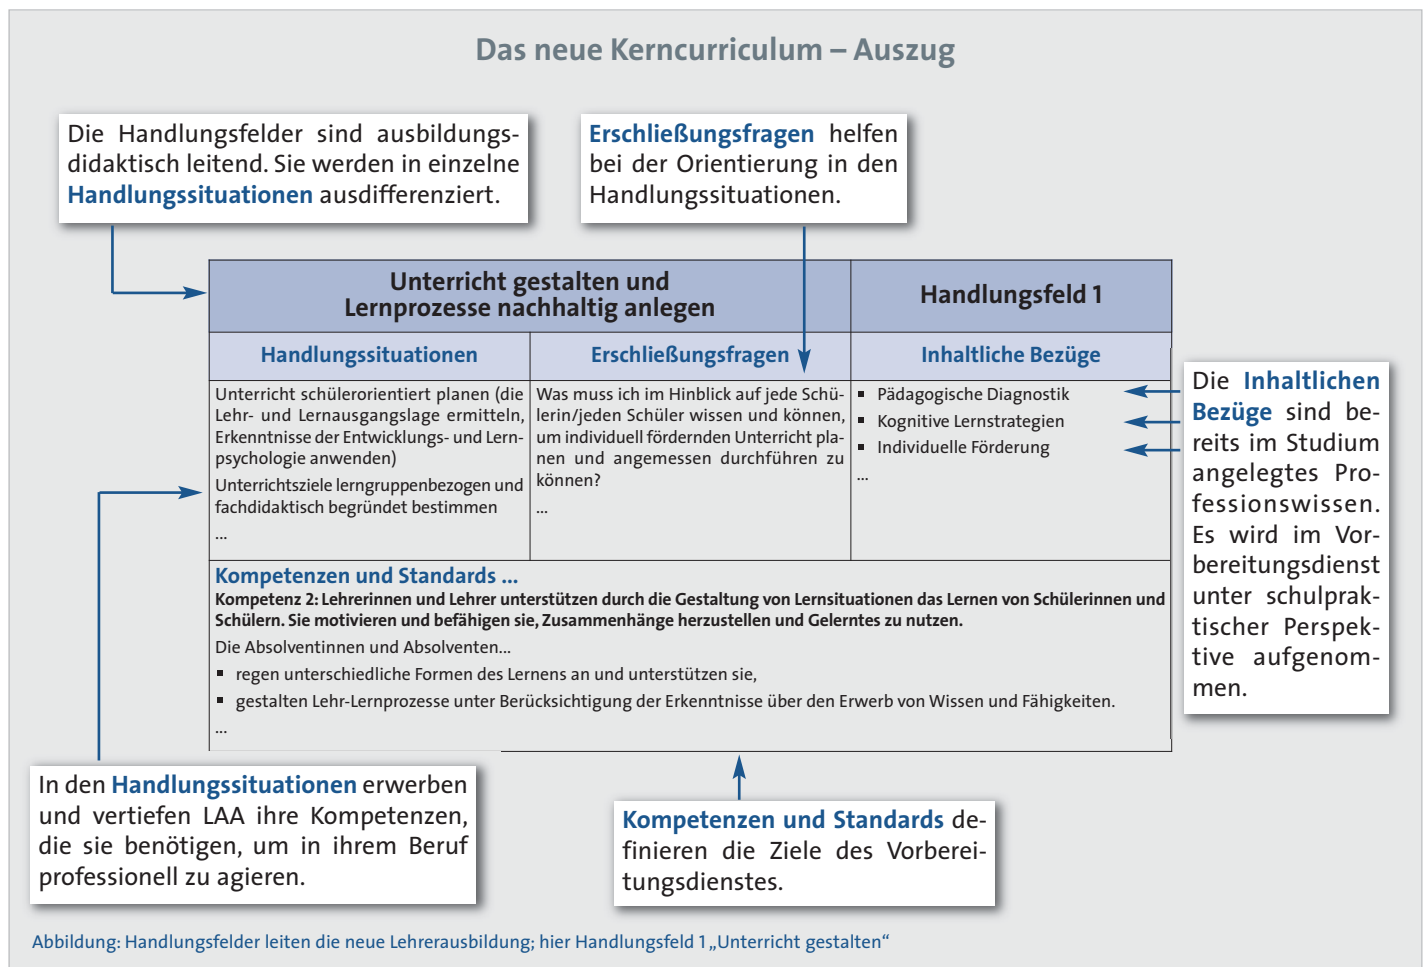 Das neue Kerncurriculum – Auszug
Die Handlungsfelder sind ausbildungs-
didaktisch leitend. Sie werden in einzelne
Handlungssituationen ausdifferenziert.
Erschließungsfragen helfen
bei der Orientierung in den
Handlungssituationen.
Unterricht gestalten und
Lernprozesse nachhaltig anlegen
Handlungsfeld 1
Handlungssituationen
Erschließungsfragen
Inhaltliche Bezüge
Unterricht schülerorientiert planen (die
Lehr- und Lernausgangslage ermitteln,
Erkenntnisse der Entwicklungs- und Lern-
psychologie anwenden)
Unterrichtsziele lerngruppenbezogen und
fachdidaktisch begründet bestimmen
...
Was muss ich im Hinblick auf jede Schü-
lerin/jeden Schüler wissen und können,
um individuell fördernden Unterricht pla-
nen und angemessen durchführen zu
können?
...
▪ Pädagogische Diagnostik
▪ Kognitive Lernstrategien
▪ Individuelle Förderung
...
Die Inhaltlichen
Bezüge sind be-
reits im Studium
angelegtes Pro-
fessionswissen.
Es wird im Vor-
bereitungsdienst
unter schulprak-
tischer Perspek-
tive aufgenom-
men.
Kompetenzen und Standards ...
Kompetenz 2: Lehrerinnen und Lehrer unterstützen durch die Gestaltung von Lernsituationen das Lernen von Schülerinnen und
Schülern. Sie motivieren und befähigen sie, Zusammenhänge herzustellen und Gelerntes zu nutzen.
Die Absolventinnen und Absolventen...
▪ regen unterschiedliche Formen des Lernens an und unterstützen sie,
▪ gestalten Lehr-Lernprozesse unter Berücksichtigung der Erkenntnisse über den Erwerb von Wissen und Fähigkeiten.
...
In den Handlungssituationen erwerben
und vertiefen LAA ihre Kompetenzen,
die sie benötigen, um in ihrem Beruf
professionell zu agieren.
Kompetenzen und Standards de-
finieren die Ziele des Vorberei-
tungsdienstes.
Abbildung: Handlungsfelder leiten die neue Lehrerausbildung; hier Handlungsfeld 1 „Unterricht gestalten“